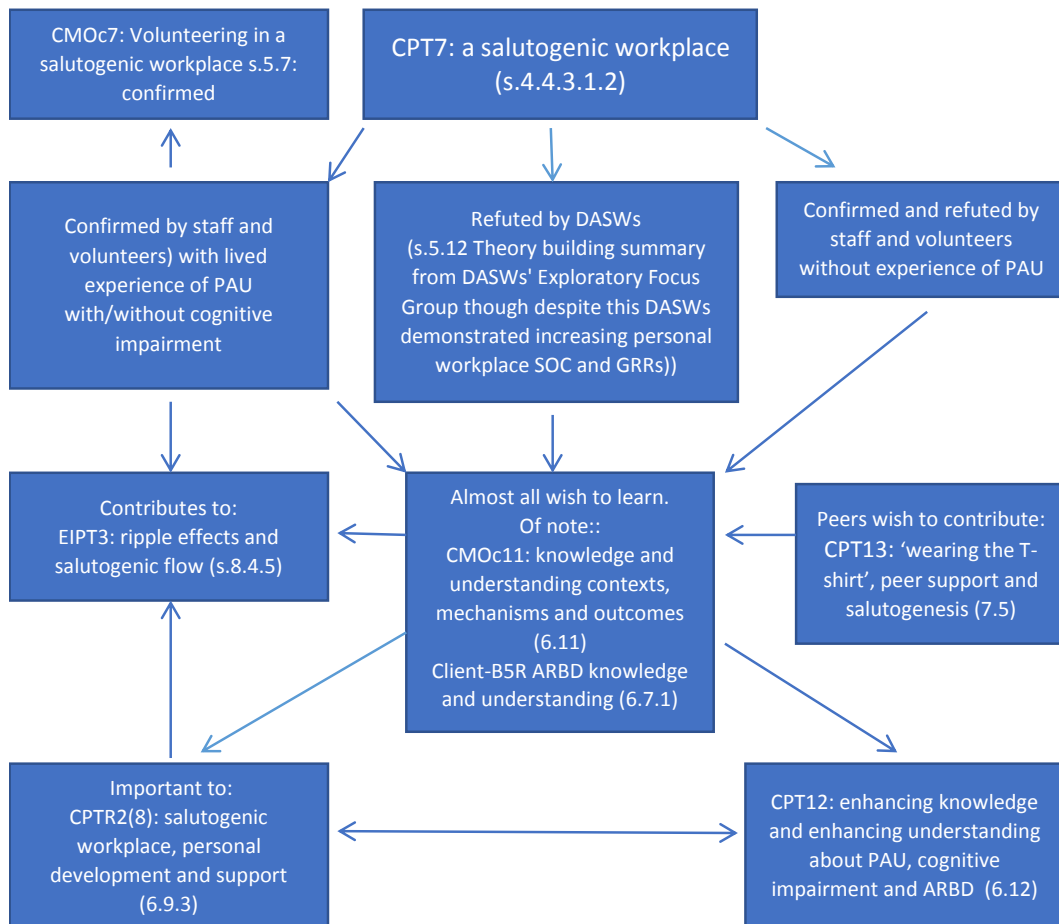 CMOc7: Volunteering in a
salutogenic workplace s.5.7:
confirmed
CPT7: a salutogenic workplace
(s.4.4.3.1.2)
Confirmed by staff and
volunteers) with lived
experience of PAU
with/without cognitive
impairment
Refuted by DASWs
(s.5.12 Theory building summary
from DASWs' Exploratory Focus
Group though despite this DASWs
demonstrated increasing personal
workplace SOC and GRRs))
Confirmed and refuted by
staff and volunteers
without experience of PAU
Contributes to:
EIPT3: ripple effects and
salutogenic flow (s.8.4.5)
Almost all wish to learn.
Of note::
CMOc11: knowledge and
understanding contexts,
mechanisms and outcomes
(6.11)
Client-B5R ARBD knowledge
and understanding (6.7.1)
Peers wish to contribute:
CPT13: ‘wearing the T-
shirt’, peer support and
salutogenesis (7.5)
Important to:
CPTR2(8): salutogenic
workplace, personal
development and support
(6.9.3)
CPT12: enhancing knowledge
and enhancing understanding
about PAU, cognitive
impairment and ARBD (6.12)